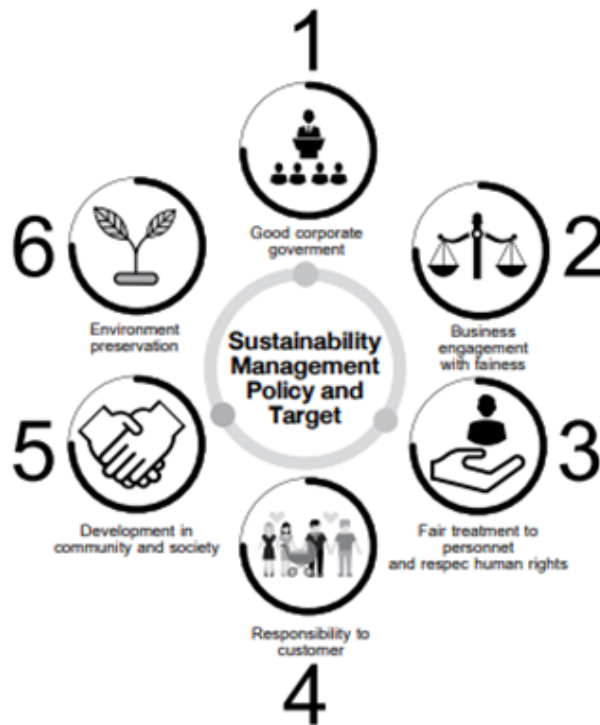 1
Good corporate
goverment
2
Business
engagement
with fainess
3
Fair treatment to
personnet
and respec human rights
4
Responsibility to
customer
5
Development in
community and society
6
Environment
preservation
Sustainability
Management
Policy and
Target